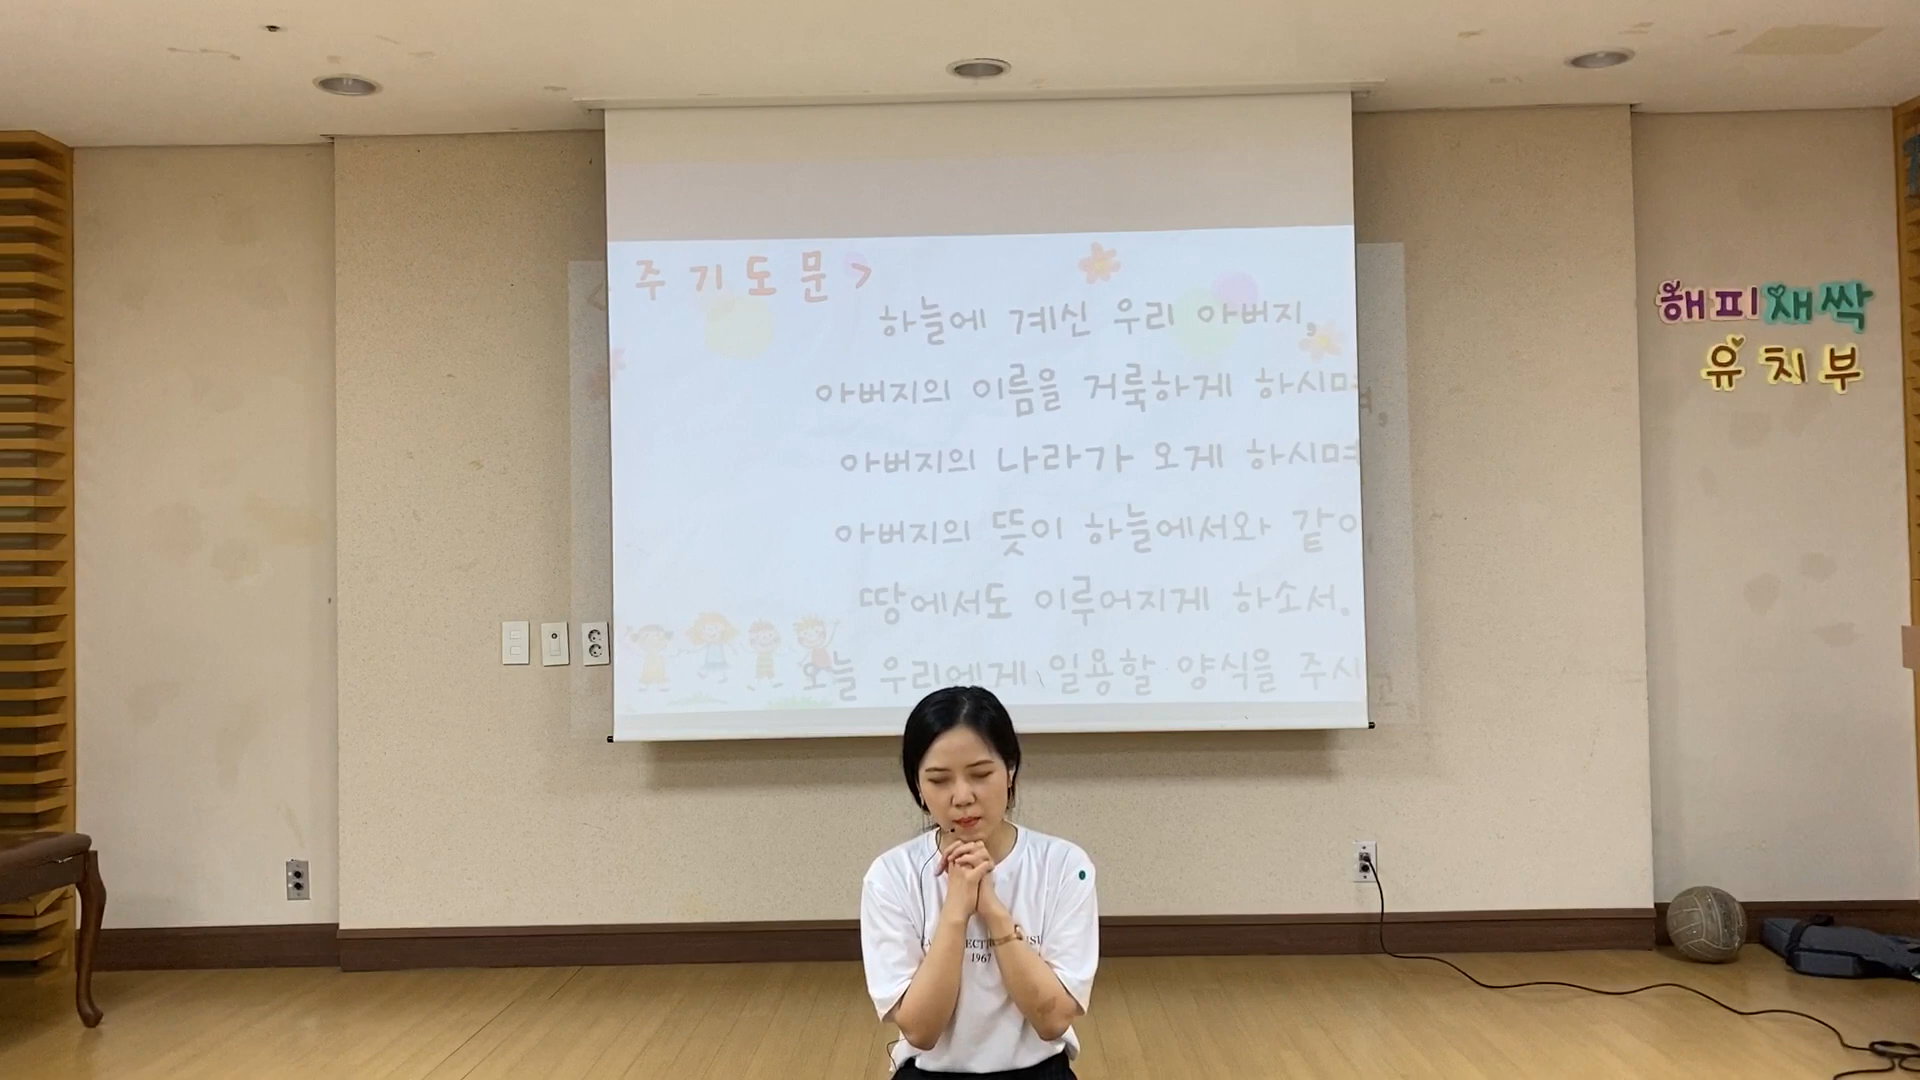 < 주 기 도 문 >
하늘에 계신 우리 아버지,
아버지의 이름을 거룩하게 하시며,
아버지의 나라가 오게 하시며
아버지의 뜻이 하늘에서와 같이
땅에서도 이루어지게 하소서.
오늘 우리에게 일용할 양식을 주시고
해피새싹
유치부
1967